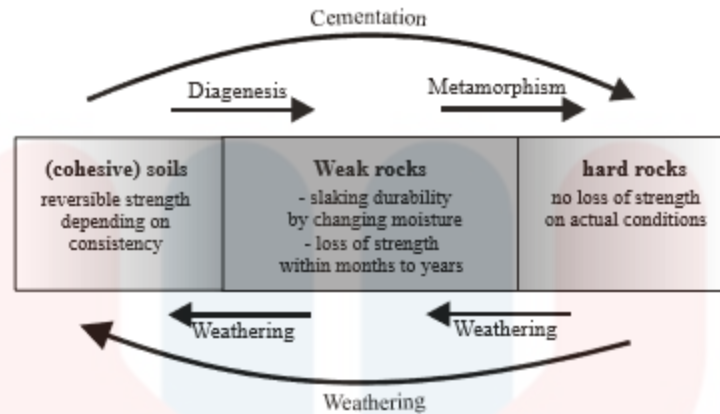 Cementation
Diagenesis
Metamorphism
(cohesive) soils
reversible strength
depending on
consistency
Weak rocks
- slaking durability
by changing moisture
- loss of strength
within months to years
hard rocks
no loss of strength
on actual conditions
Weathering
Weathering
Weathering